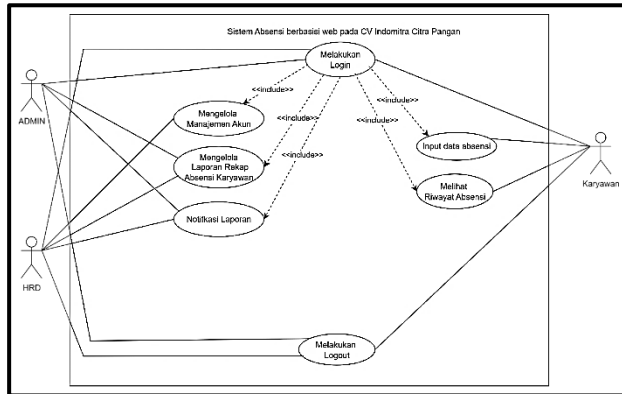 Sistem Absensi berbasisi web pada CV Indomitra Citra Pangan
Melakukan
Login
<<include>>
<<include>>
<<include>>
<<include>>
<<include>>
ADMIN
Mengelola
Manajemen Akun
Mengelola
Laporan Rekap
Absensi Karyawan
Notifkasi Laporan
Input data absensi
Melihat
Riwayat Absensi
Karyawan
HRD
Melakukan
Logout